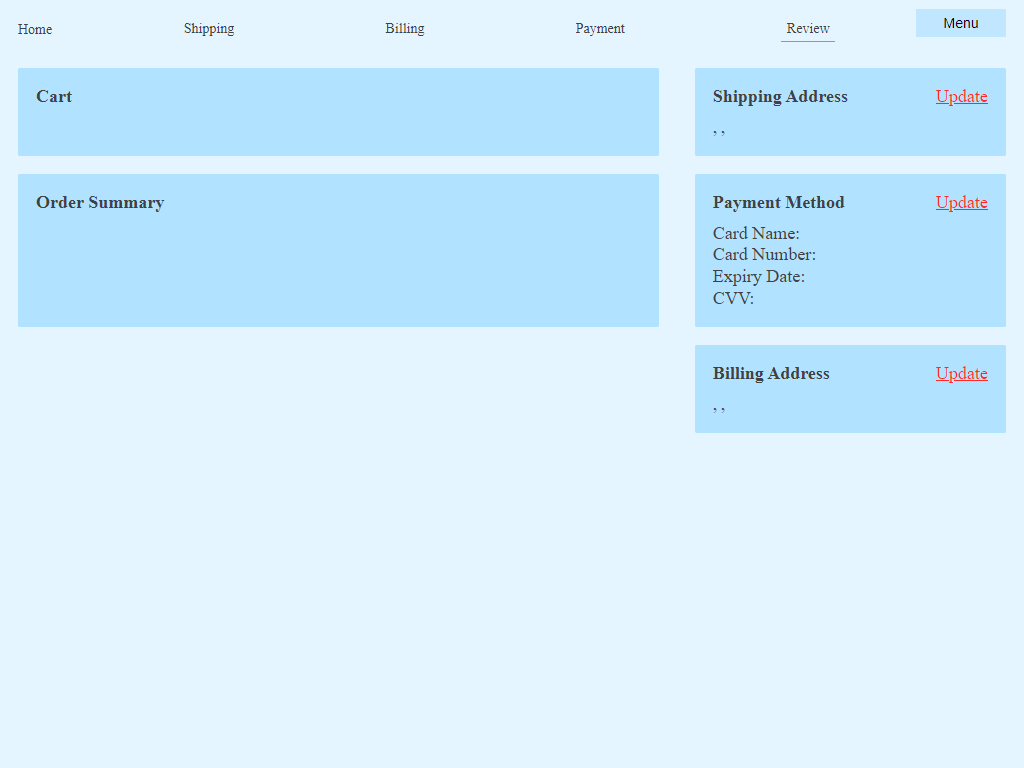 Home Shipping Billing Payment Review Menu
Cart
Order Summary
Shipping Address Update
, ,
Payment Method Update
Card Name:
Card Number:
Expiry Date:
CVV:
Billing Address Update
, ,